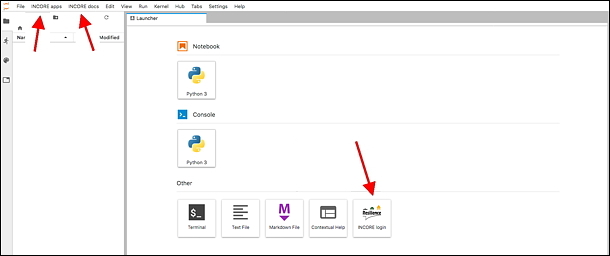 File INCORE apps INCORE docs Edit View Run Kernel Hub Tabs Settings Help
Launcher
Nar Modified
Notebook
Python 3
Console
Python 3
Other
$_
M
Resilience
Terminal Text File Markdown File Contextual Help INCORE login